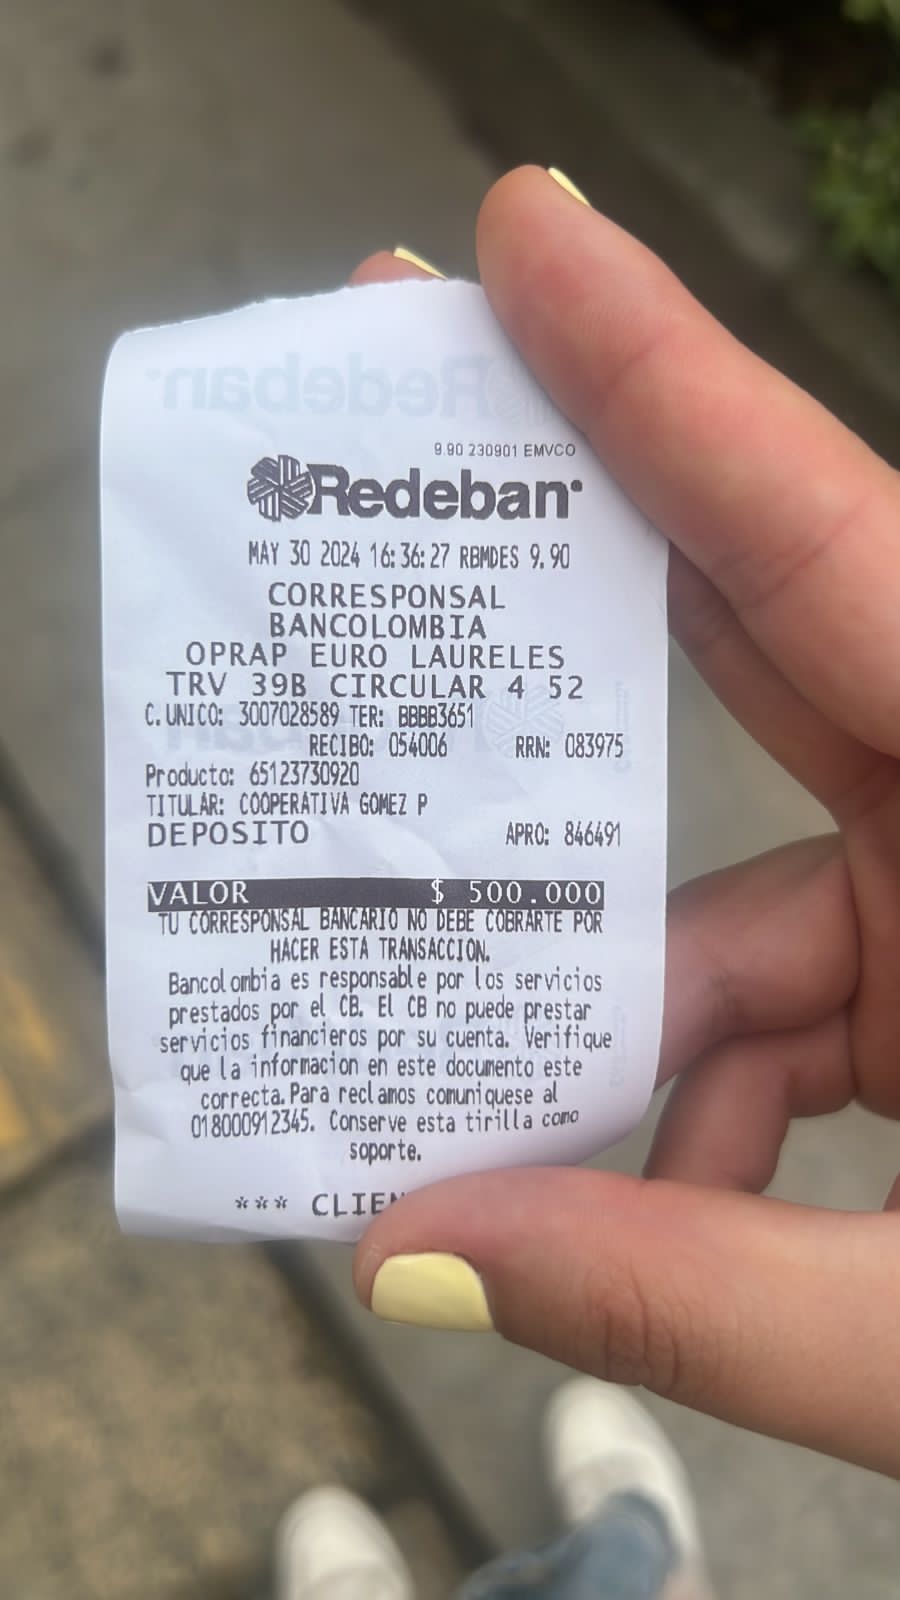 Redeban
9.90 230901 EMVCO
Redeban
MAY 30 2024 16:36:27 RBMDES 9.90
CORRESPONSAL
BANCOLOMBIA
OPRAP EURO LAURELES
TRV 39B CIRCULAR 4 52
C. UNICO: 3007028589 TER: BBBB3651
RECIBO: 054006 RRN: 083975
Producto: 65123730920
TITULAR: COOPERATIVA GOMEZ P
DEPOSITO APRO: 846491
VALOR $ 500.000
TU CORRESPONSAL BANCARIO NO DEBE COBRARTE POR
HACER ESTA TRANSACCION.
Bancolombia es responsable por los servicios
prestados por el CB. El CB no puede prestar
servicios financieros por su cuenta. Verifique
que la informacion en este documento este
correcta. Para reclamos comuniquese al
018000912345. Conserve esta tirilla como
soporte.
*** CLIEN